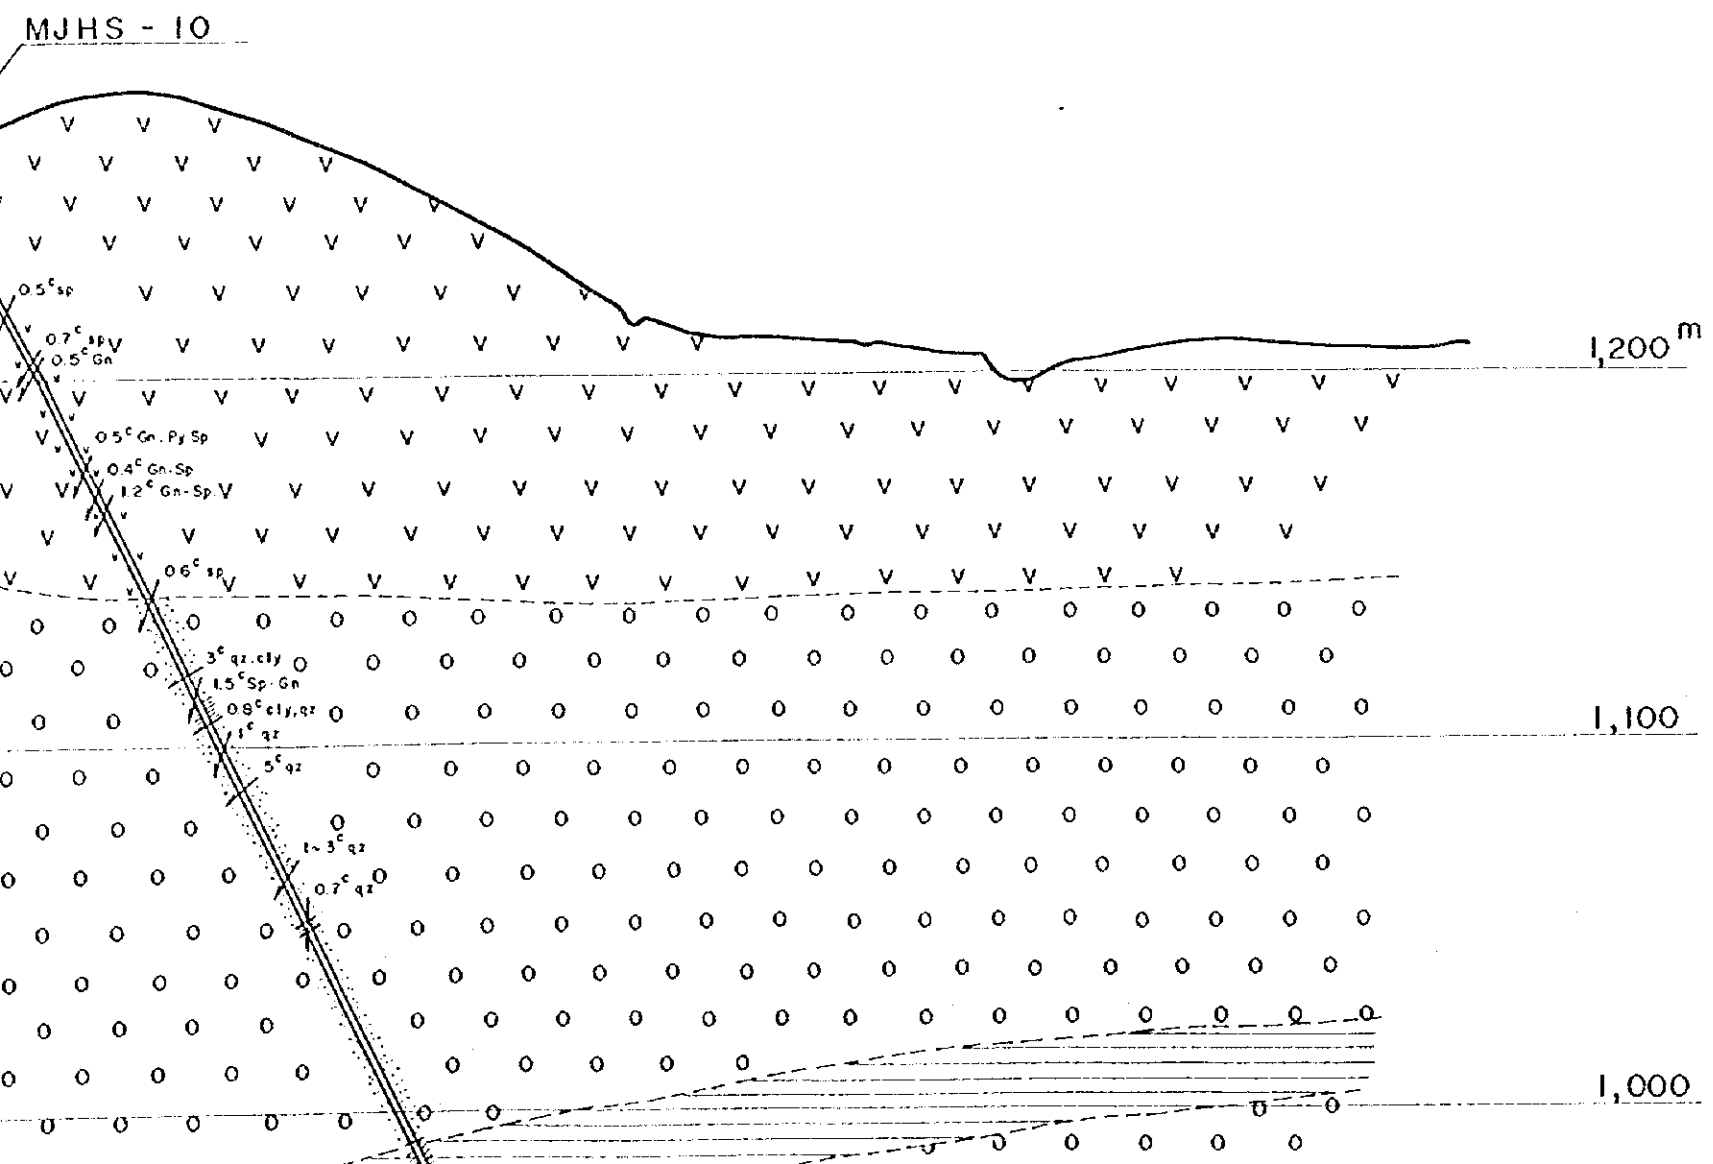 MJHS - 10
0.5ᶜ sp
0.7ᶜ sp
0.5ᶜ Gn
1,200 m
0.5ᶜ Gn. Py Sp
0.4ᶜ Gn-Sp
1.2ᶜ Gn-Sp.
0.6ᶜ sp
3ᶜ qz.cly
1.5ᶜ Sp-Gn
0.8ᶜ cly,qz
1,100
1ᶜ qz
5ᶜ qz
1~3ᶜ qz
0.7ᶜ qz
1,000